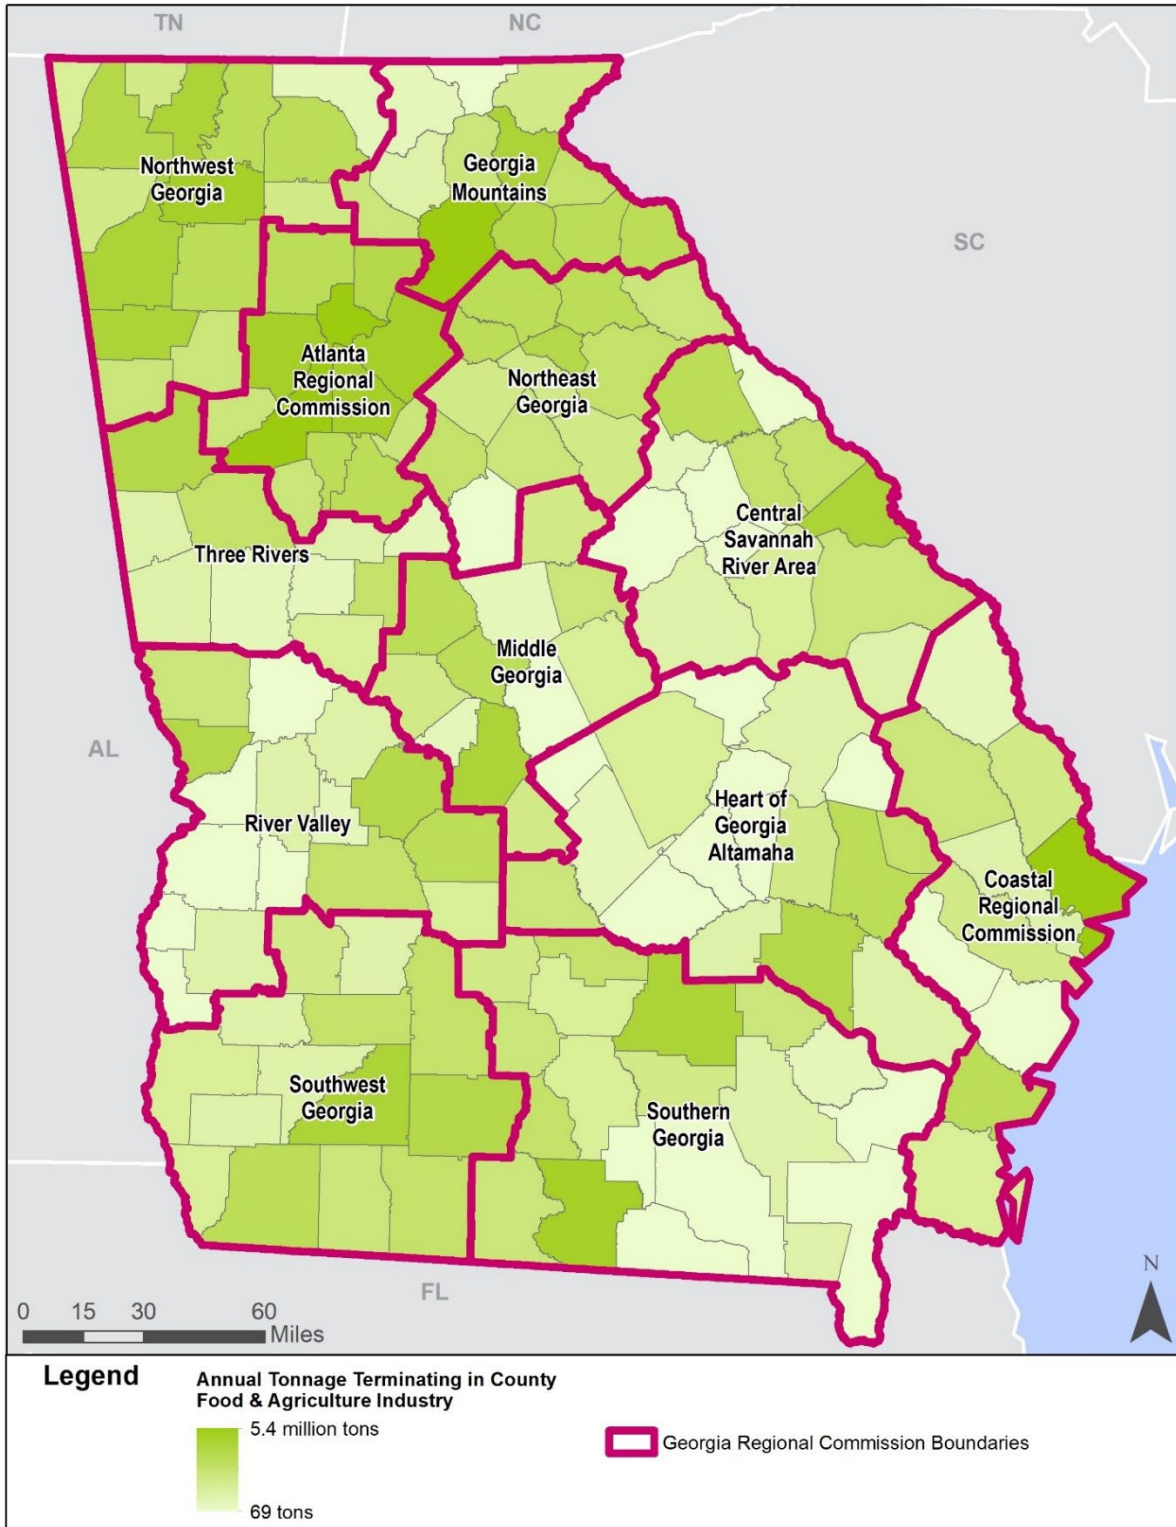 TN
NC
Northwest
Georgia
Georgia
Mountains
SC
Atlanta
Regional
Commission
Northeast
Georgia
Central
Savannah
River Area
Three Rivers
Middle
Georgia
AL
River Valley
Heart of
Georgia
Altamaha
Coastal
Regional
Commission
Southwest
Georgia
Southern
Georgia
N
FL
0 15 30 60
Miles
Legend
Annual Tonnage Terminating in County
Food & Agriculture Industry
5.4 million tons
69 tons
Georgia Regional Commission Boundaries